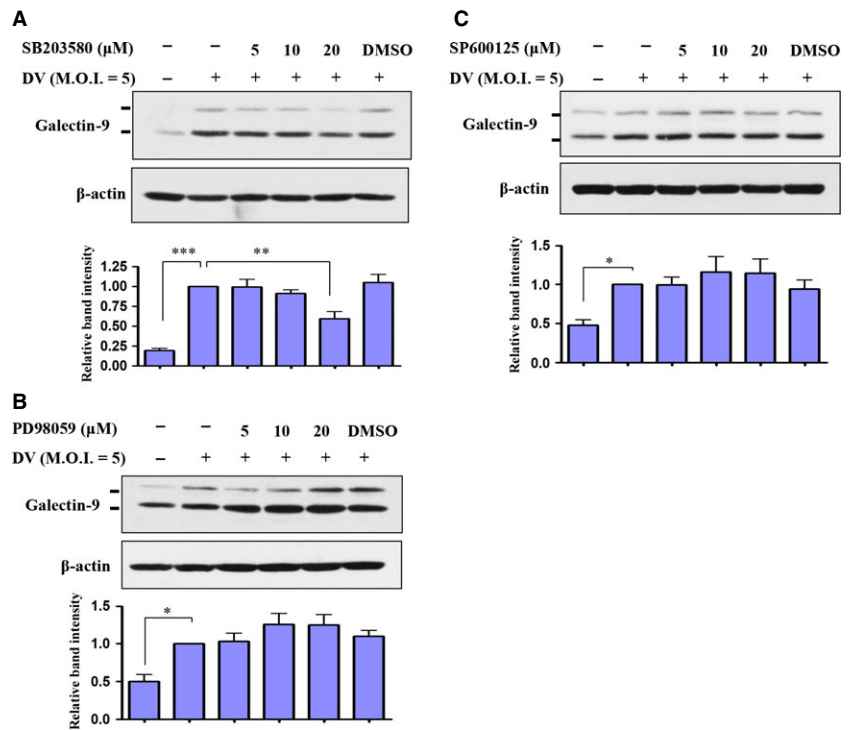 A
SB203580 (μM) – – 5 10 20 DMSO
DV (M.O.I. = 5) – + + + + +
Galectin-9
β-actin
*** **
Relative band intensity
1.25
1.00
0.75
0.50
0.25
0.00
B
PD98059 (μM) – – 5 10 20 DMSO
DV (M.O.I. = 5) – + + + + +
Galectin-9
β-actin
*
Relative band intensity
1.5
1.0
0.5
0.0
C
SP600125 (μM) – – 5 10 20 DMSO
DV (M.O.I. = 5) – + + + + +
Galectin-9
β-actin
*
Relative band intensity
1.5
1.0
0.5
0.0